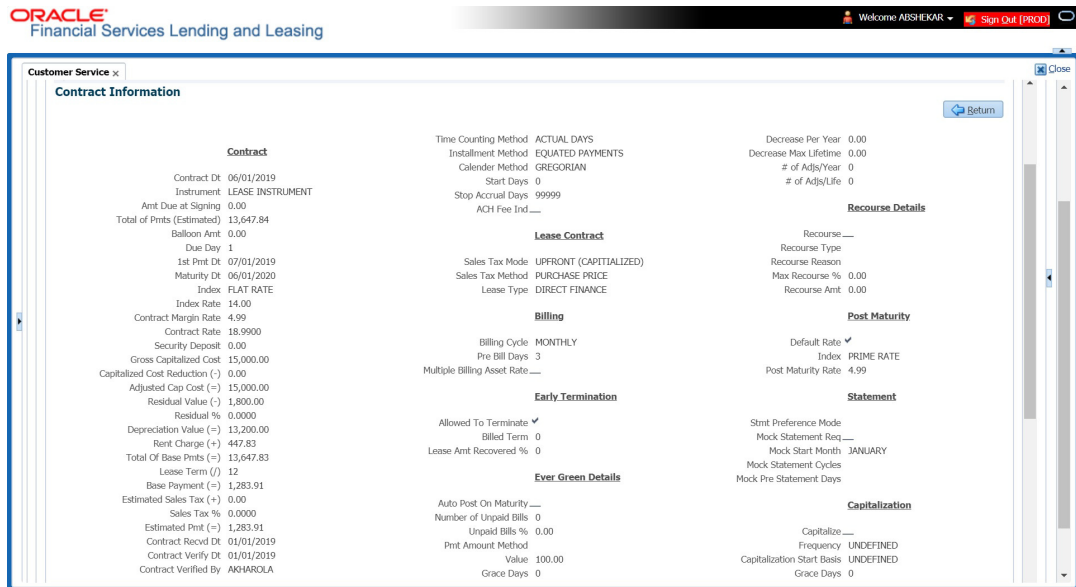 ORACLE®
Financial Services Lending and Leasing
Welcome ABSHEKAR
Sign Out [PROD]
Customer Service x
Close
Contract Information
Return
Contract
Contract Dt 06/01/2019
Instrument LEASE INSTRUMENT
Amt Due at Signing 0.00
Total of Pmts (Estimated) 13,647.84
Balloon Amt 0.00
Due Day 1
1st Pmt Dt 07/01/2019
Maturity Dt 06/01/2020
Index FLAT RATE
Index Rate 14.00
Contract Margin Rate 4.99
Contract Rate 18.9900
Security Deposit 0.00
Gross Capitalized Cost 15,000.00
Capitalized Cost Reduction (-) 0.00
Adjusted Cap Cost (=) 15,000.00
Residual Value (-) 1,800.00
Residual % 0.0000
Depreciation Value (=) 13,200.00
Rent Charge (+) 447.83
Total Of Base Pmts (=) 13,647.83
Lease Term (/) 12
Base Payment (=) 1,283.91
Estimated Sales Tax (+) 0.00
Sales Tax % 0.0000
Estimated Pmt (=) 1,283.91
Contract Recvd Dt 01/01/2019
Contract Verify Dt 01/01/2019
Contract Verified By AKHAROLA
Time Counting Method ACTUAL DAYS
Installment Method EQUATED PAYMENTS
Calender Method GREGORIAN
Start Days 0
Stop Accrual Days 99999
ACH Fee Ind
Lease Contract
Sales Tax Mode UPFRONT (CAPITIALIZED)
Sales Tax Method PURCHASE PRICE
Lease Type DIRECT FINANCE
Billing
Billing Cycle MONTHLY
Pre Bill Days 3
Multiple Billing Asset Rate
Early Termination
Allowed To Terminate ✔
Billed Term 0
Lease Amt Recovered % 0
Ever Green Details
Auto Post On Maturity
Number of Unpaid Bills 0
Unpaid Bills % 0.00
Pmt Amount Method
Value 100.00
Grace Days 0
Decrease Per Year 0.00
Decrease Max Lifetime 0.00
# of Adjs/Year 0
# of Adjs/Life 0
Recourse Details
Recourse
Recourse Type
Recourse Reason
Max Recourse % 0.00
Recourse Amt 0.00
Post Maturity
Default Rate ✔
Index PRIME RATE
Post Maturity Rate 4.99
Statement
Stmt Preference Mode
Mock Statement Req
Mock Start Month JANUARY
Mock Statement Cycles
Mock Pre Statement Days
Capitalization
Capitalize
Frequency UNDEFINED
Capitalization Start Basis UNDEFINED
Grace Days 0